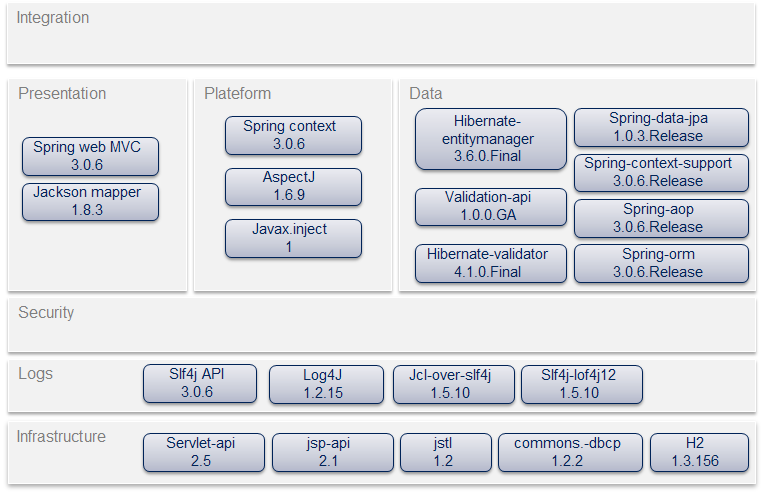 Integration
Presentation
Spring web MVC
3.0.6
Jackson mapper
1.8.3
Plateform
Spring context
3.0.6
AspectJ
1.6.9
Javax.inject
1
Data
Hibernate-
entitymanager
3.6.0.Final
Validation-api
1.0.0.GA
Hibernate-validator
4.1.0.Final
Spring-data-jpa
1.0.3.Release
Spring-context-support
3.0.6.Release
Spring-aop
3.0.6.Release
Spring-orm
3.0.6.Release
Security
Logs
Slf4j API
3.0.6
Log4J
1.2.15
Jcl-over-slf4j
1.5.10
Slf4j-lof4j12
1.5.10
Infrastructure
Servlet-api
2.5
jsp-api
2.1
jstl
1.2
commons.-dbcp
1.2.2
H2
1.3.156